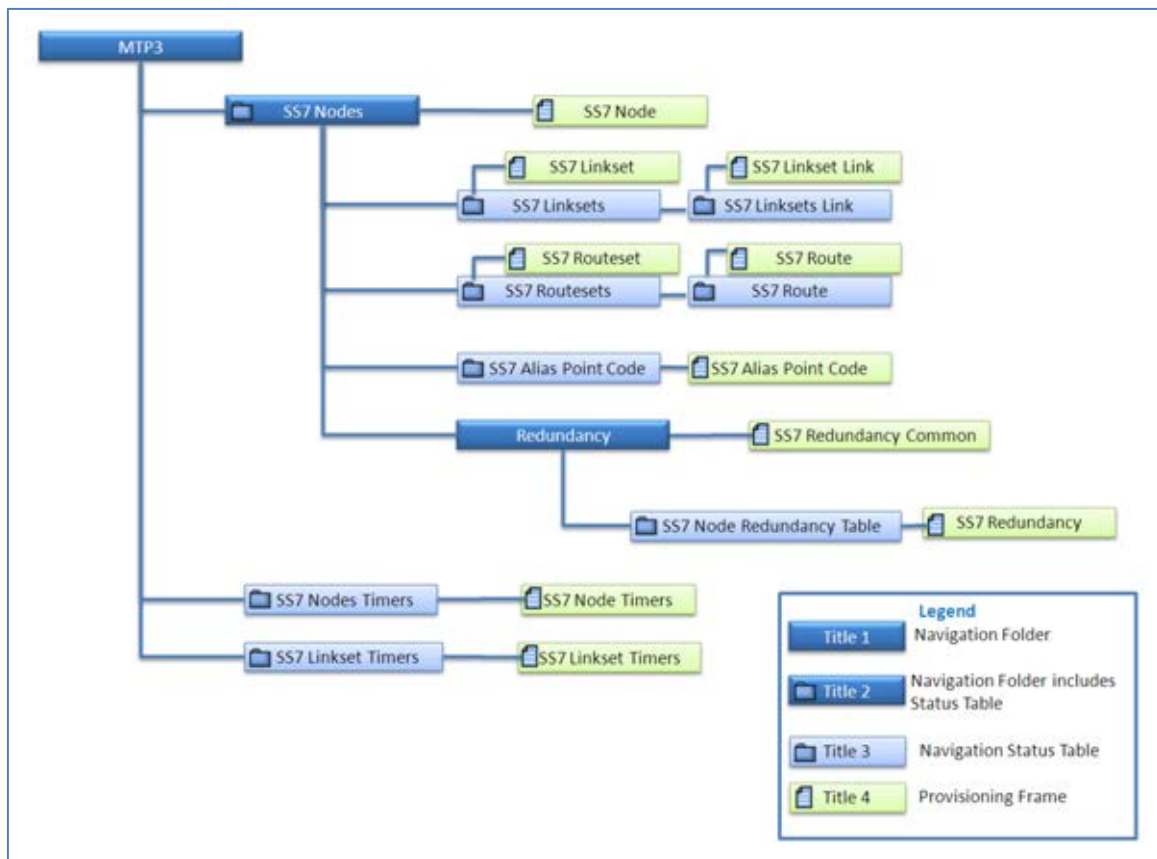 MTP3
SS7 Nodes
SS7 Node
SS7 Linkset
SS7 Linkset Link
SS7 Linksets
SS7 Linksets Link
SS7 Routeset
SS7 Route
SS7 Routesets
SS7 Route
SS7 Alias Point Code
SS7 Alias Point Code
Redundancy
SS7 Redundancy Common
SS7 Node Redundancy Table
SS7 Redundancy
SS7 Nodes Timers
SS7 Node Timers
SS7 Linkset Timers
SS7 Linkset Timers
Legend
Title 1
Navigation Folder
Title 2
Navigation Folder includes
Status Table
Title 3
Navigation Status Table
Title 4
Provisioning Frame